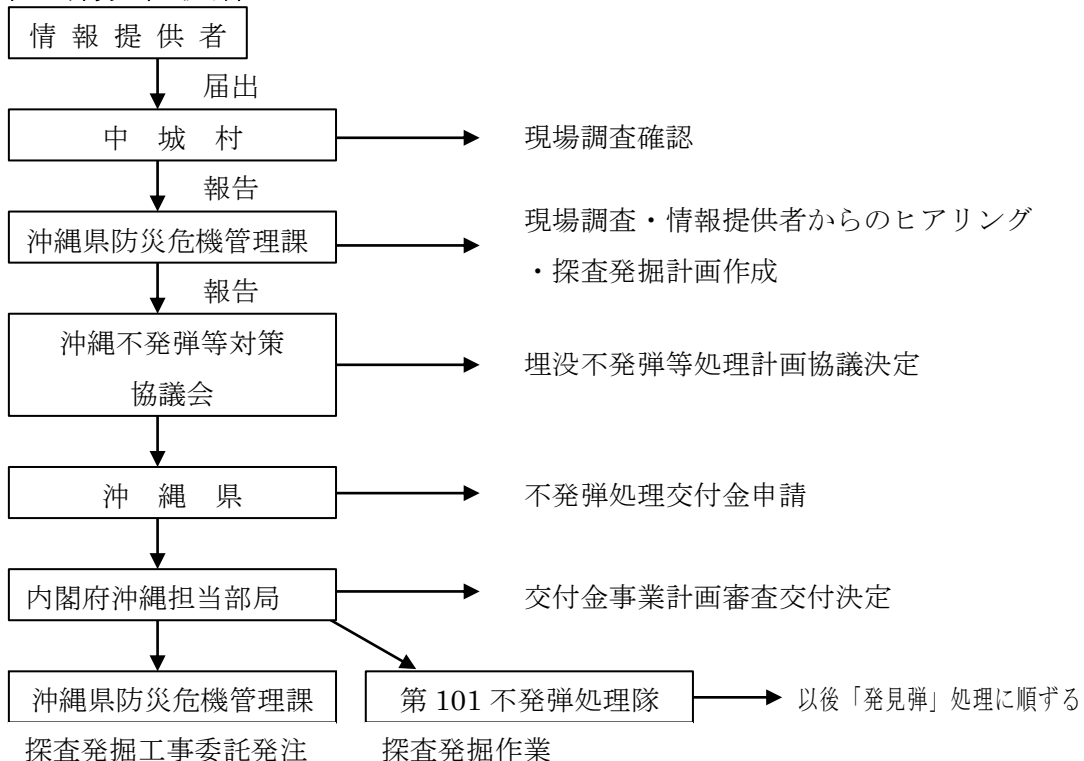 情 報 提 供 者
届出
中 城 村
現場調査確認
報告
沖縄県防災危機管理課
現場調査・情報提供者からのヒアリング
・探査発掘計画作成
報告
沖縄不発弾等対策
協議会
埋没不発弾等処理計画協議決定
沖 縄 県
不発弾処理交付金申請
内閣府沖縄担当部局
交付金事業計画審査交付決定
沖縄県防災危機管理課
第 101 不発弾処理隊
以後「発見弾」処理に順ずる
探査発掘工事委託発注
探査発掘作業